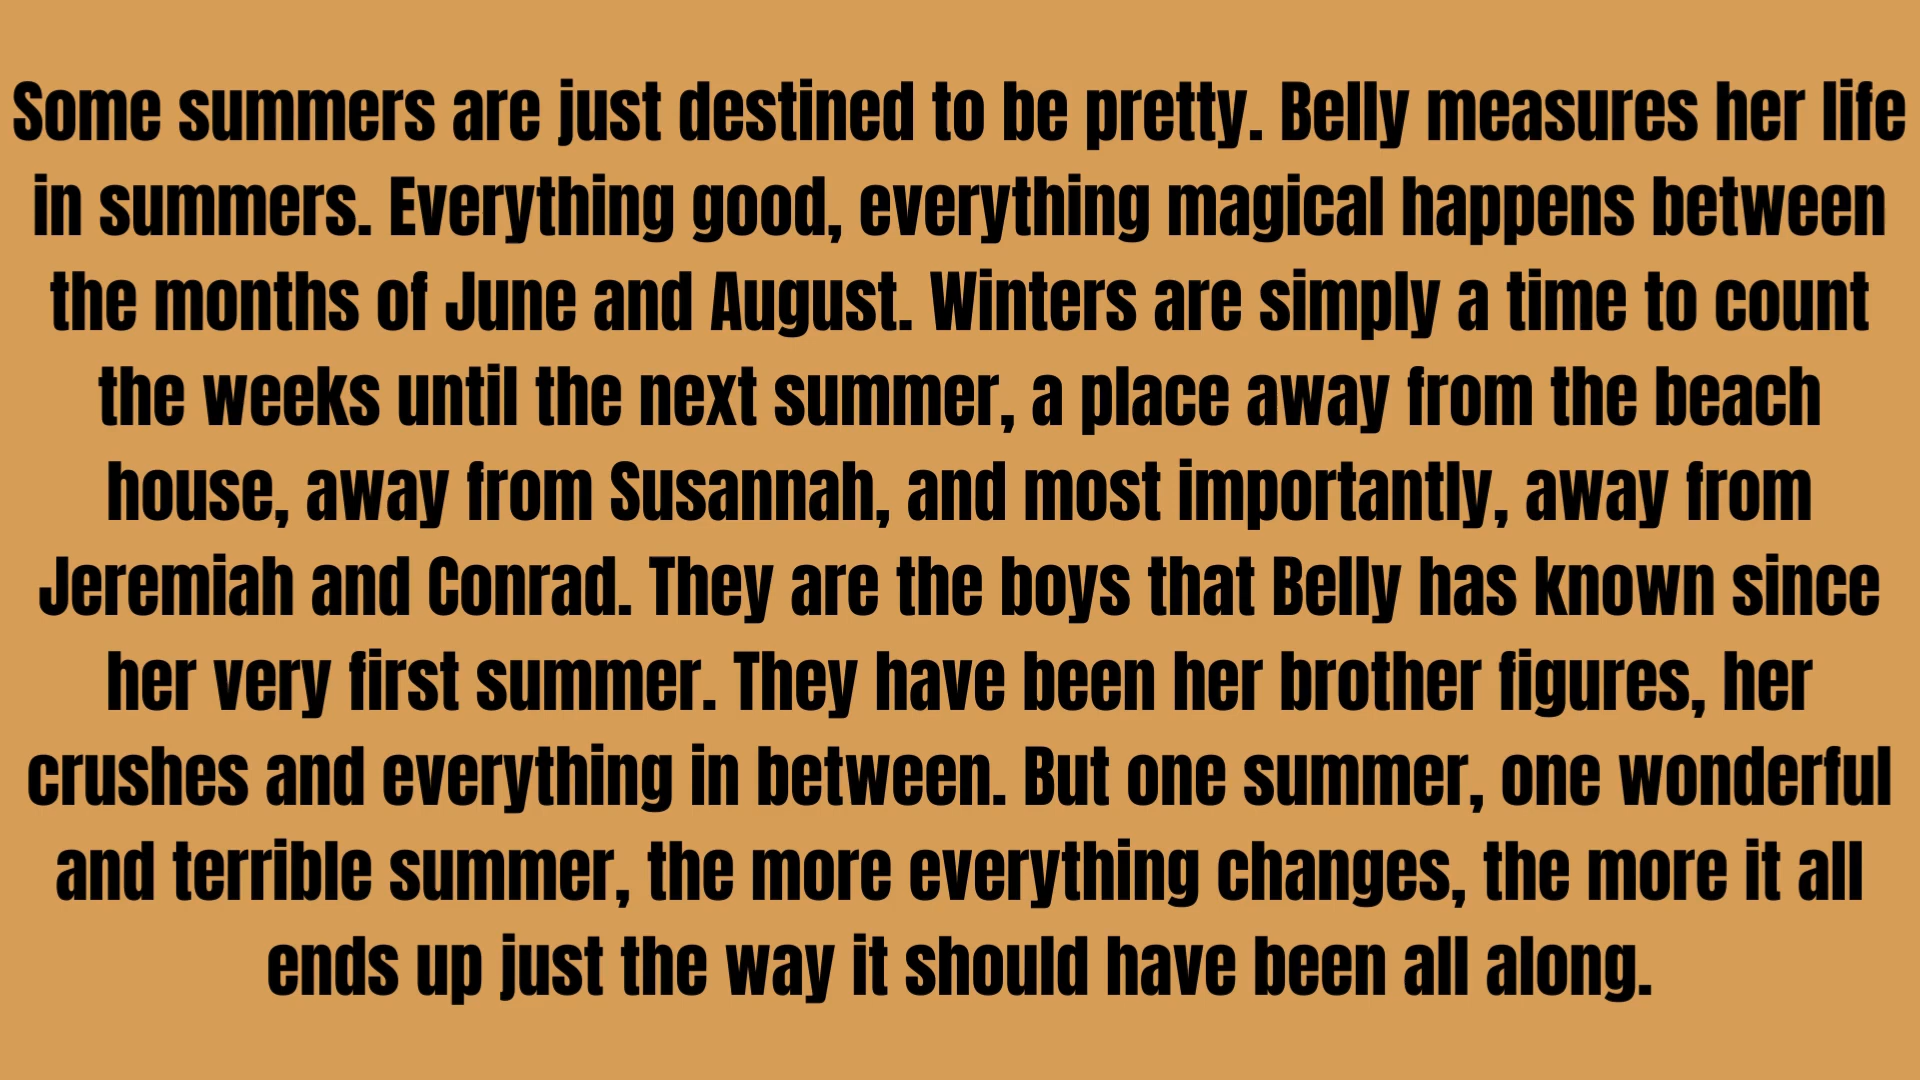 Some summers are just destined to be pretty. Belly measures her life
in summers. Everything good, everything magical happens between
the months of June and August. Winters are simply a time to count
the weeks until the next summer, a place away from the beach
house, away from Susannah, and most importantly, away from
Jeremiah and Conrad. They are the boys that Belly has known since
her very first summer. They have been her brother figures, her
crushes and everything in between. But one summer, one wonderful
and terrible summer, the more everything changes, the more it all
ends up just the way it should have been all along.